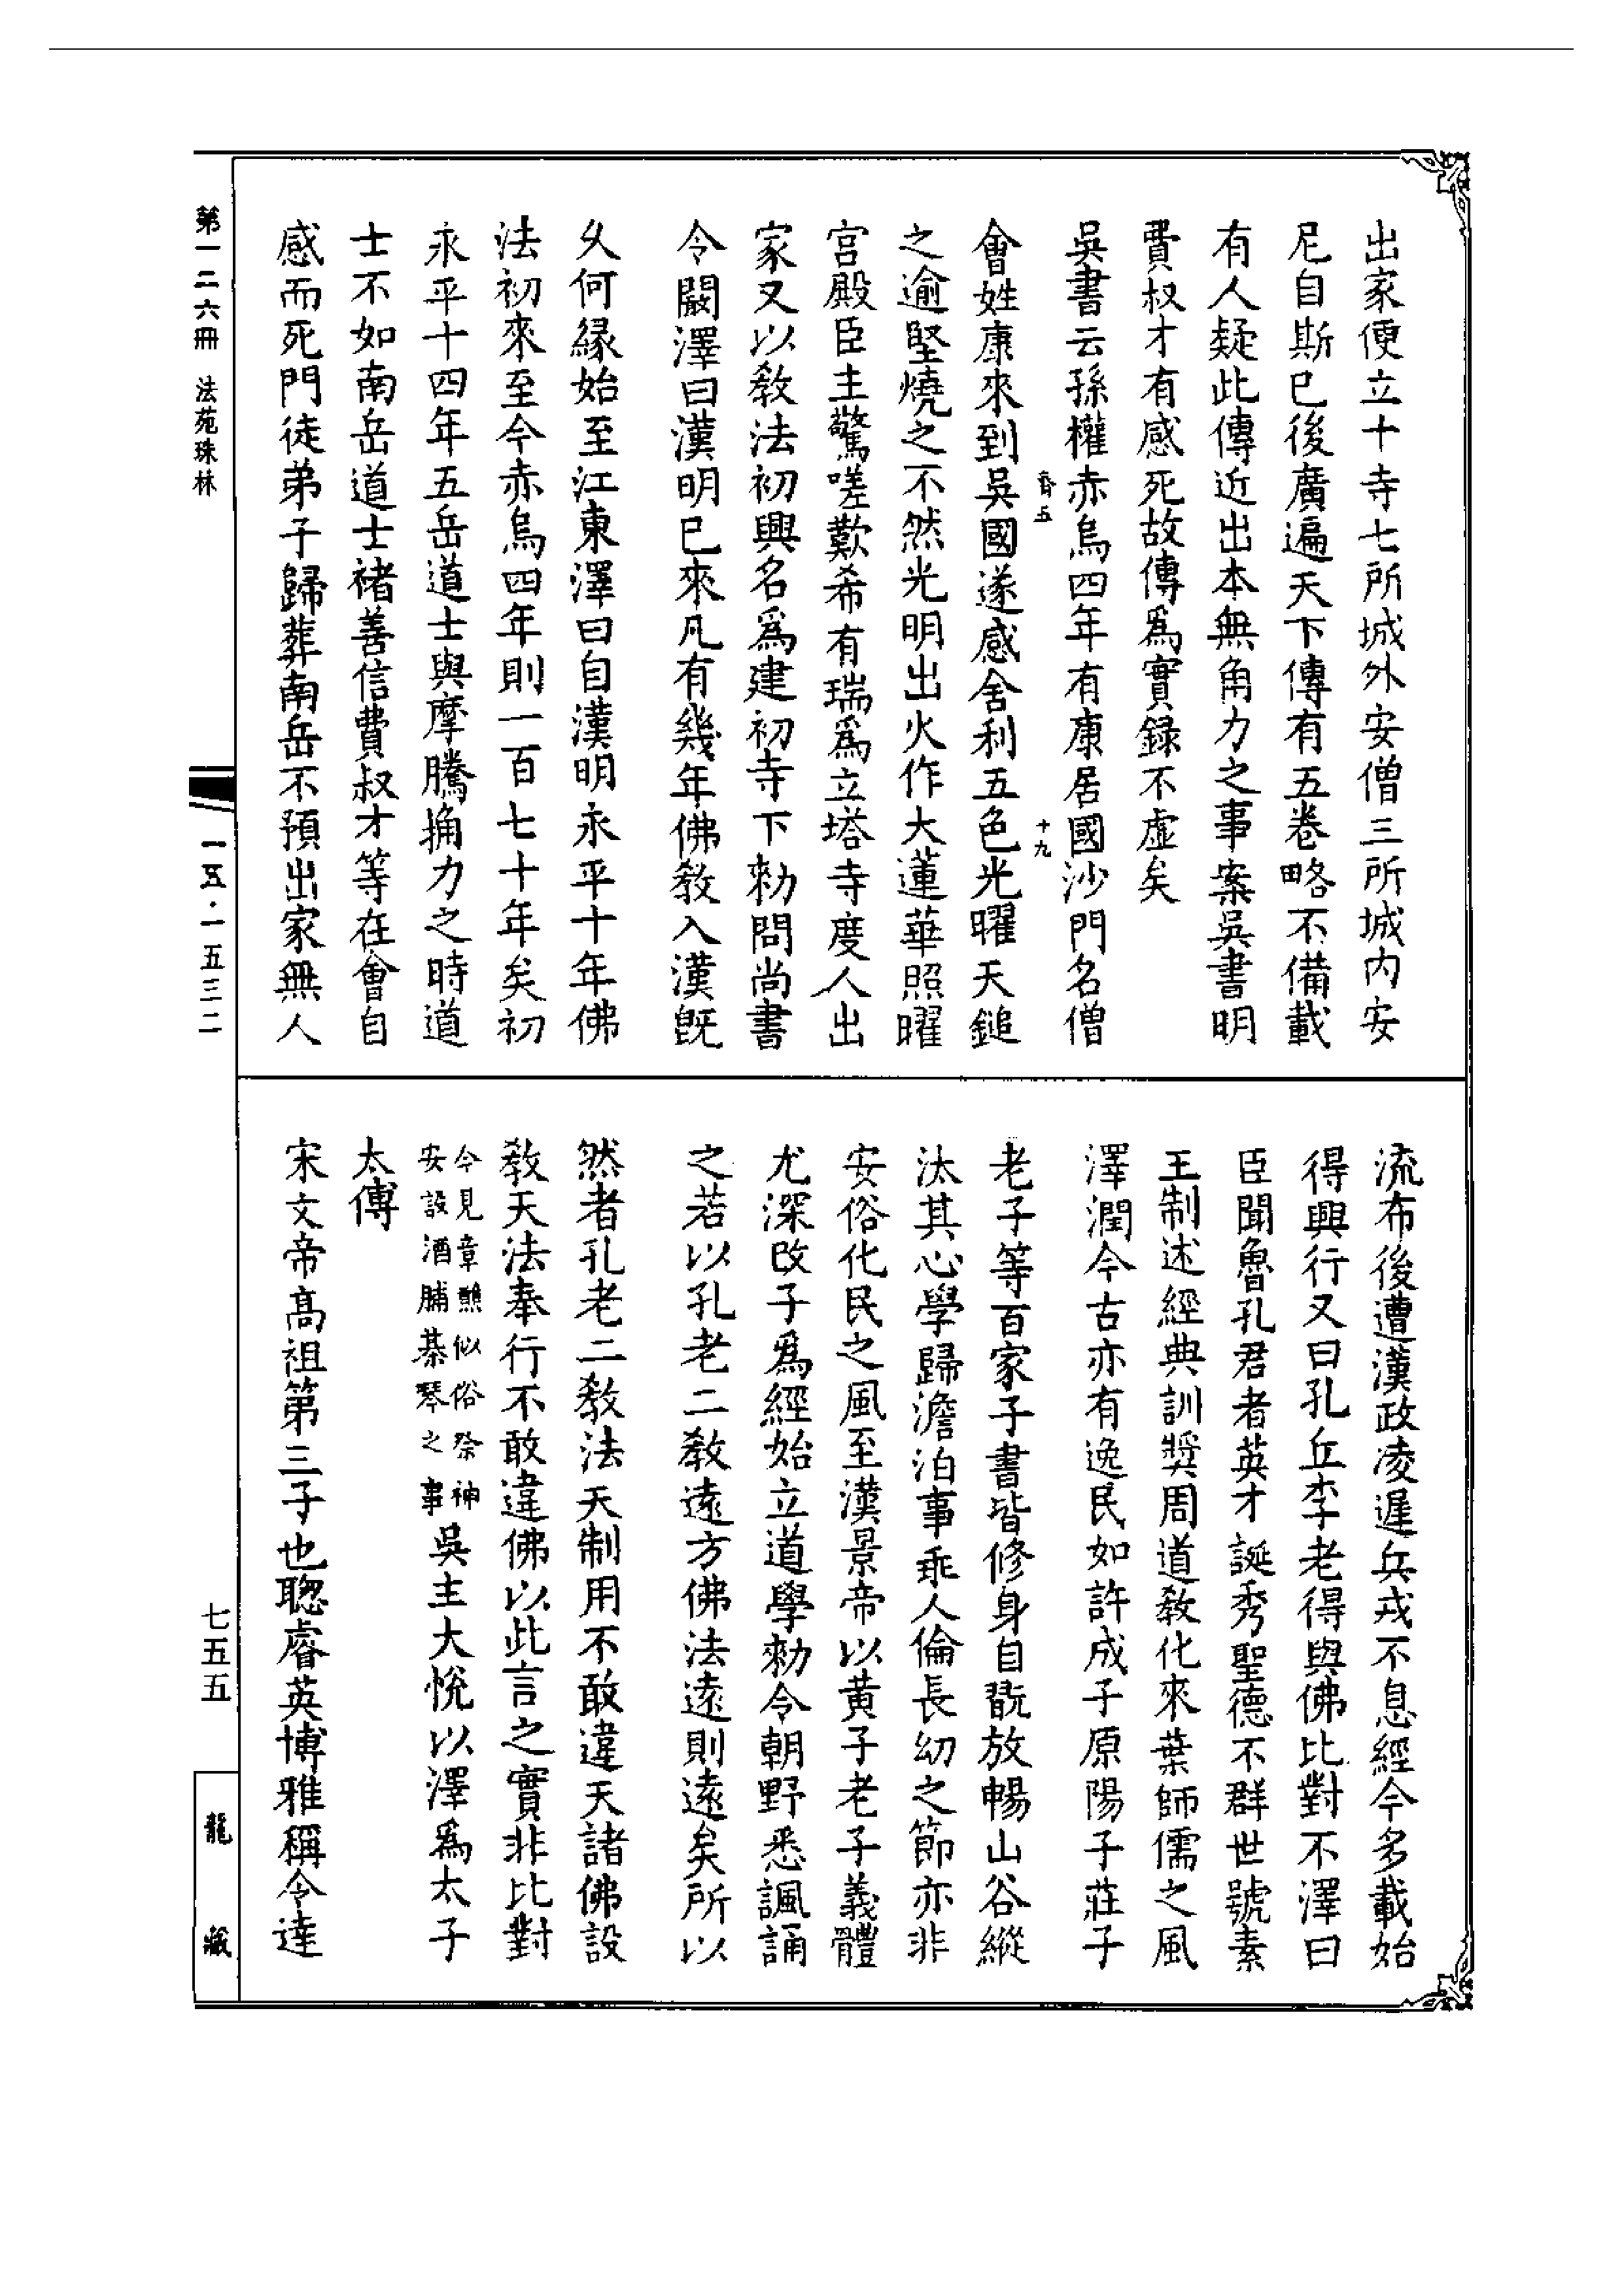 出家便立十寺七所城外安僧三所城内安
尼自斯已後廣遍天下傳有五卷略不備載
有人疑此傳近出本無角力之事案吳書明
費叔才有感死故傳爲實録不虛矣
吳書云孫權赤烏四年有康居國沙門名僧
會姓康來到吳國遂感舍利五色光曜天鎚
之逾堅燒之不然光明出火作大蓮華照曜
宮殿臣主驚嗟歎希有瑞爲立塔寺度人出
家又以教法初興名爲建初寺下勑問尚書
令闞澤曰漢明已來凡有幾年佛教入漢既
久何緣始至江東澤曰自漢明永平十年佛
法初來至今赤烏四年則一百七十年矣初
永平十四年五岳道士與摩騰捔力之時道
士不如南岳道士褚善信費叔才等在會自
感而死門徒弟子歸葬南岳不預出家無人
流布後遭漢政凌遲兵戎不息經今多載始
得興行又曰孔丘李老得與佛比對不澤曰
臣聞魯孔君者英才誕秀聖德不群世號素
王制述經典訓獎周道教化來葉師儒之風
澤潤今古亦有逸民如許成子原陽子莊子
老子等百家子書皆修身自翫放暢山谷縱
汰其心學歸澹泊事乖人倫長幼之節亦非
安俗化民之風至漢景帝以黃子老子義體
尤深改子爲經始立道學勑令朝野悉諷誦
之若以孔老二教遠方佛法遠則遠矣所以
然者孔老二教法天制用不敢違天諸佛設
教天法奉行不敢違佛以此言之實非比對
今見章醮似俗祭神安設酒脯棊琴之事吳主大悅以澤爲太子
太傅
宋文帝高祖第三子也聰睿英博雅稱令達
第一二六冊 法苑珠林
一五·一五三二
七五五
龍藏
十九